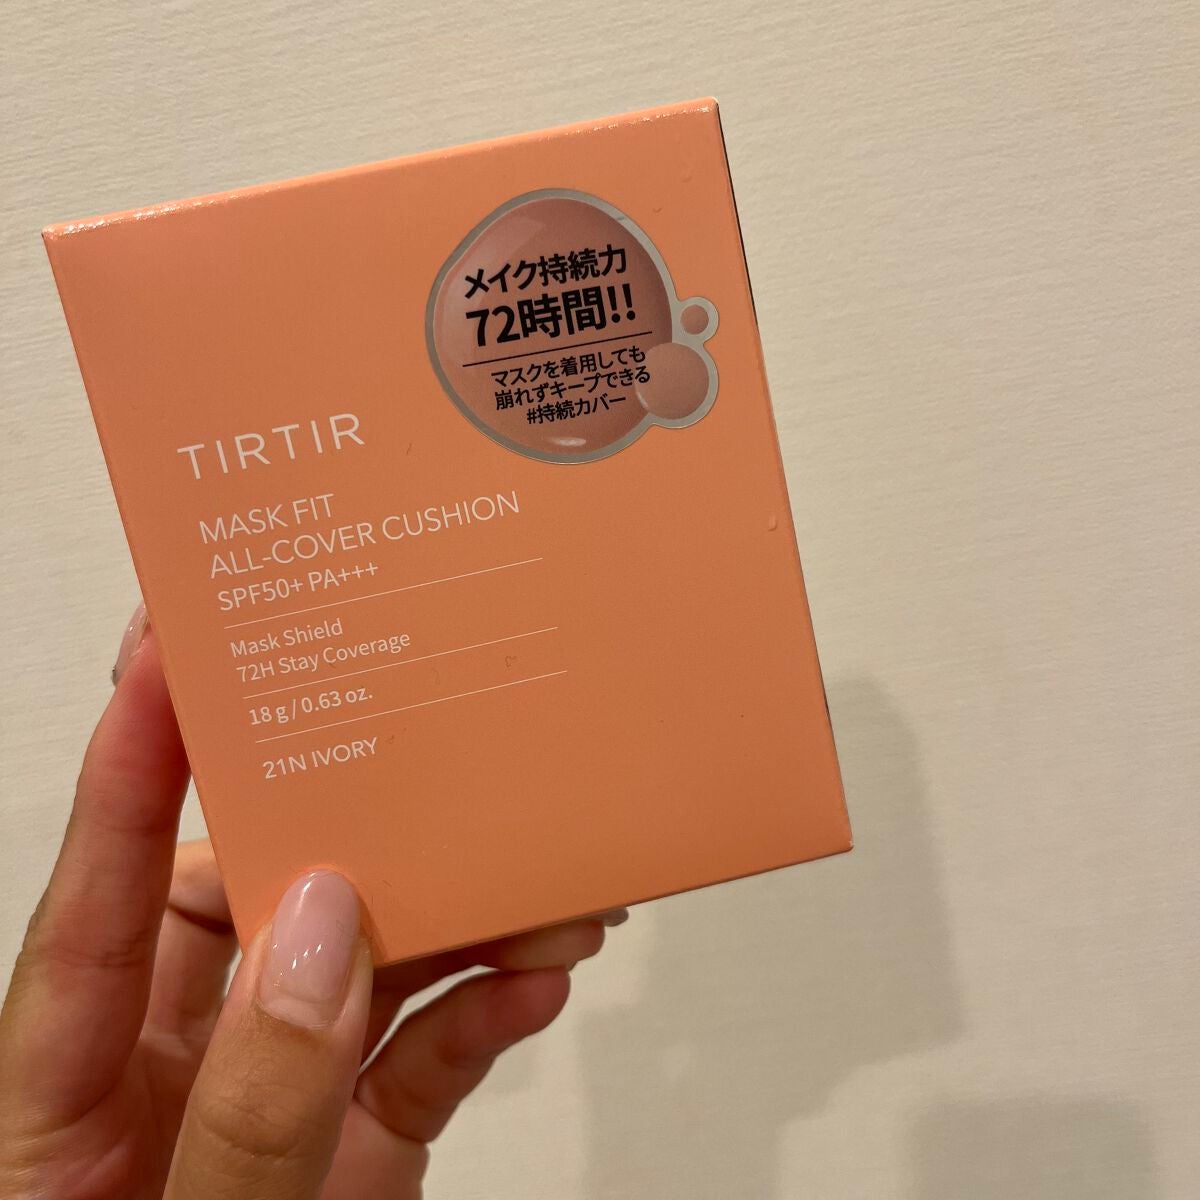 メイク持続力
72時間!!
マスクを着用しても
崩れずキープできる
#持続カバー
TIRTIR
MASK FIT
ALL-COVER CUSHION
SPF50+ PA+++
Mask Shield
72H Stay Coverage
18 g / 0.63 oz.
21N IVORY